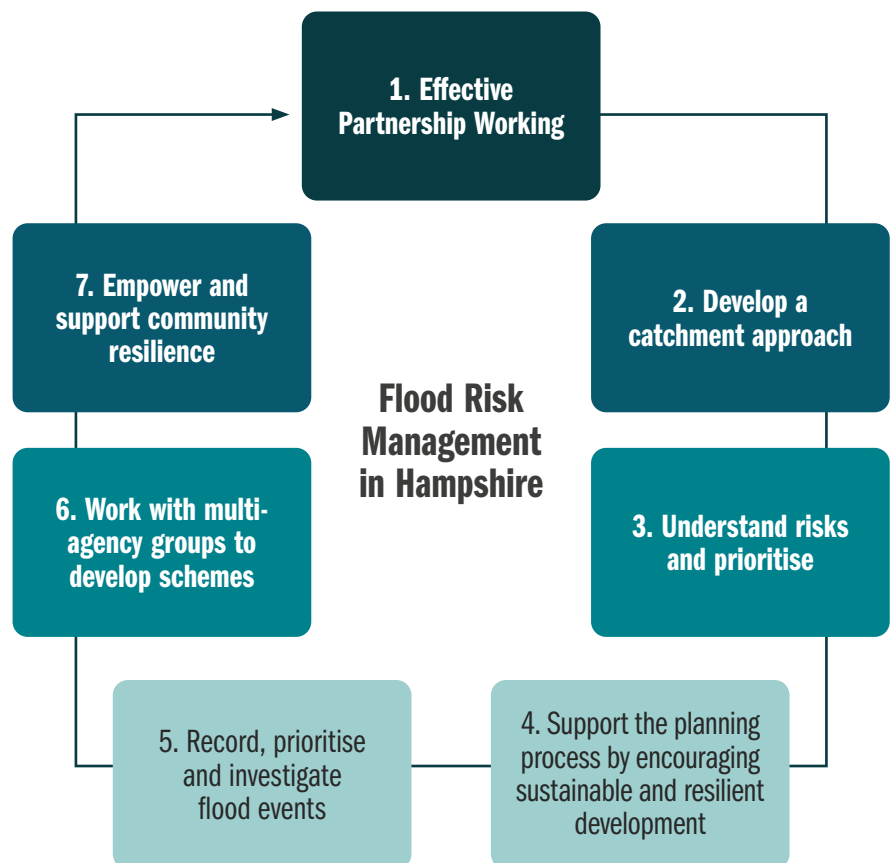 1. Effective
Partnership Working
2. Develop a
catchment approach
3. Understand risks
and prioritise
4. Support the planning
process by encouraging
sustainable and resilient
development
5. Record, prioritise
and investigate
flood events
6. Work with multi-
agency groups to
develop schemes
7. Empower and
support community
resilience
Flood Risk
Management
in Hampshire